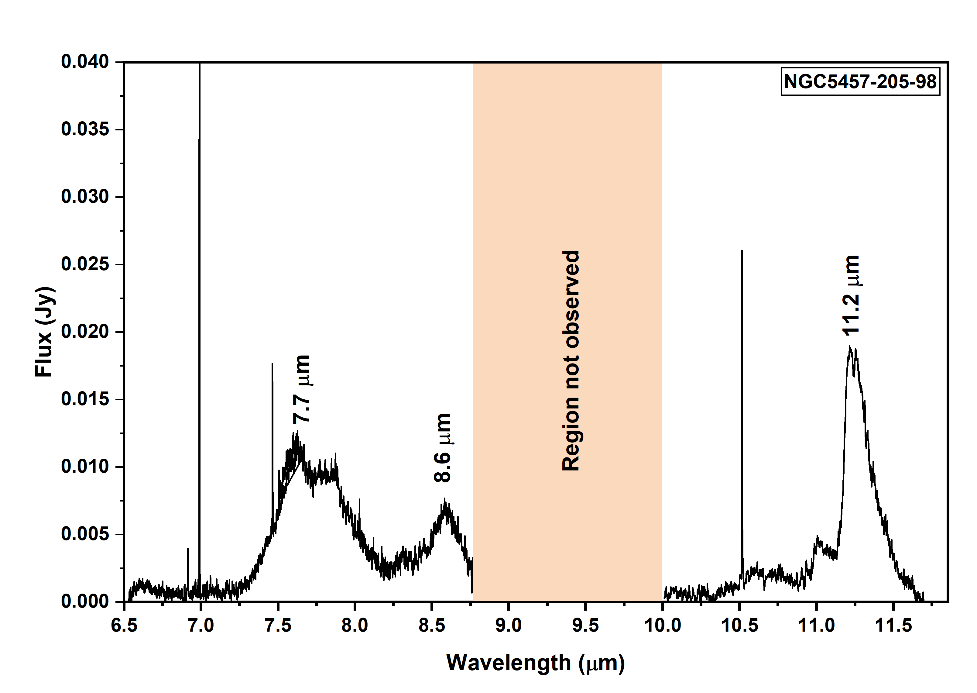 NGC5457-205-98
0.040
0.035
0.030
0.025
0.020
0.015
0.010
0.005
0.000
Flux (Jy)
7.7 μm
8.6 μm
Region not observed
11.2 μm
6.5 7.0 7.5 8.0 8.5 9.0 9.5 10.0 10.5 11.0 11.5
Wavelength (μm)